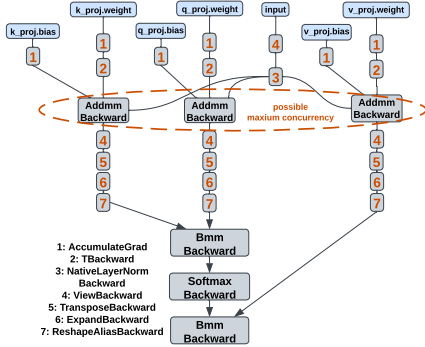 k_proj.weight
q_proj.weight
input
v_proj.weight
k_proj.bias
q_proj.bias
v_proj.bias
1
1
1
1
4
1
1
2
2
3
2
Addmm
Backward
Addmm
Backward
Addmm
Backward
possible
maxium concurrency
4
4
4
5
5
5
6
6
6
7
7
7
Bmm
Backward
Softmax
Backward
Bmm
Backward
1: AccumulateGrad
2: TBackward
3: NativeLayerNorm
Backward
4: ViewBackward
5: TransposeBackward
6: ExpandBackward
7: ReshapeAliasBackward